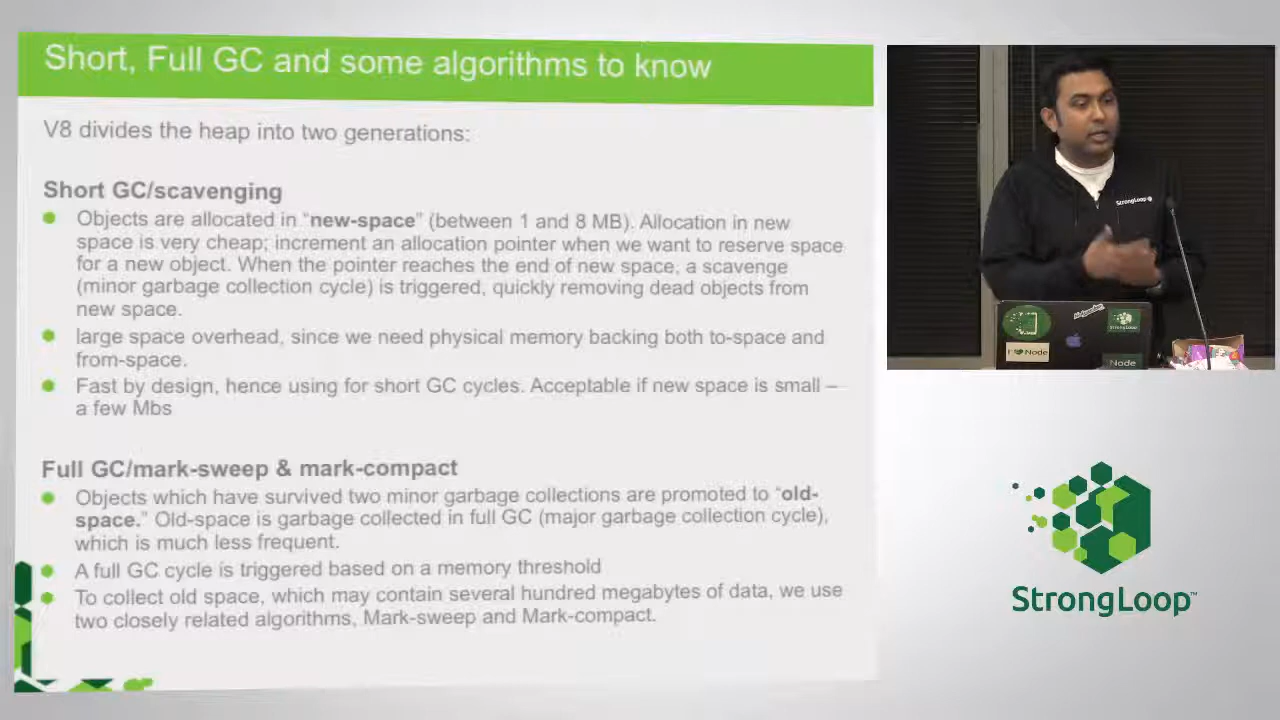 Short, Full GC and some algorithms to know
V8 divides the heap into two generations:
Short GC/scavenging
Objects are allocated in “new-space” (between 1 and 8 MB). Allocation in new
space is very cheap; increment an allocation pointer when we want to reserve space
for a new object. When the pointer reaches the end of new space, a scavenge
(minor garbage collection cycle) is triggered, quickly removing dead objects from
new space.
large space overhead, since we need physical memory backing both to-space and
from-space.
Fast by design, hence using for short GC cycles. Acceptable if new space is small –
a few Mbs
Full GC/mark-sweep & mark-compact
Objects which have survived two minor garbage collections are promoted to “old-
space.” Old-space is garbage collected in full GC (major garbage collection cycle),
which is much less frequent.
A full GC cycle is triggered based on a memory threshold
To collect old space, which may contain several hundred megabytes of data, we use
two closely related algorithms, Mark-sweep and Mark-compact.
StrongLoop
StrongLoop
I ♥ Node
Node
StrongLoop™